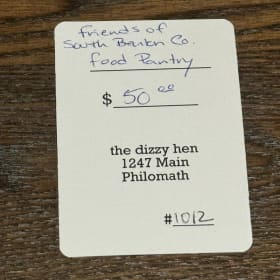 friends of
South Benton Co.
food Pantry
$ 50 00
the dizzy hen
1247 Main
Philomath
#1012